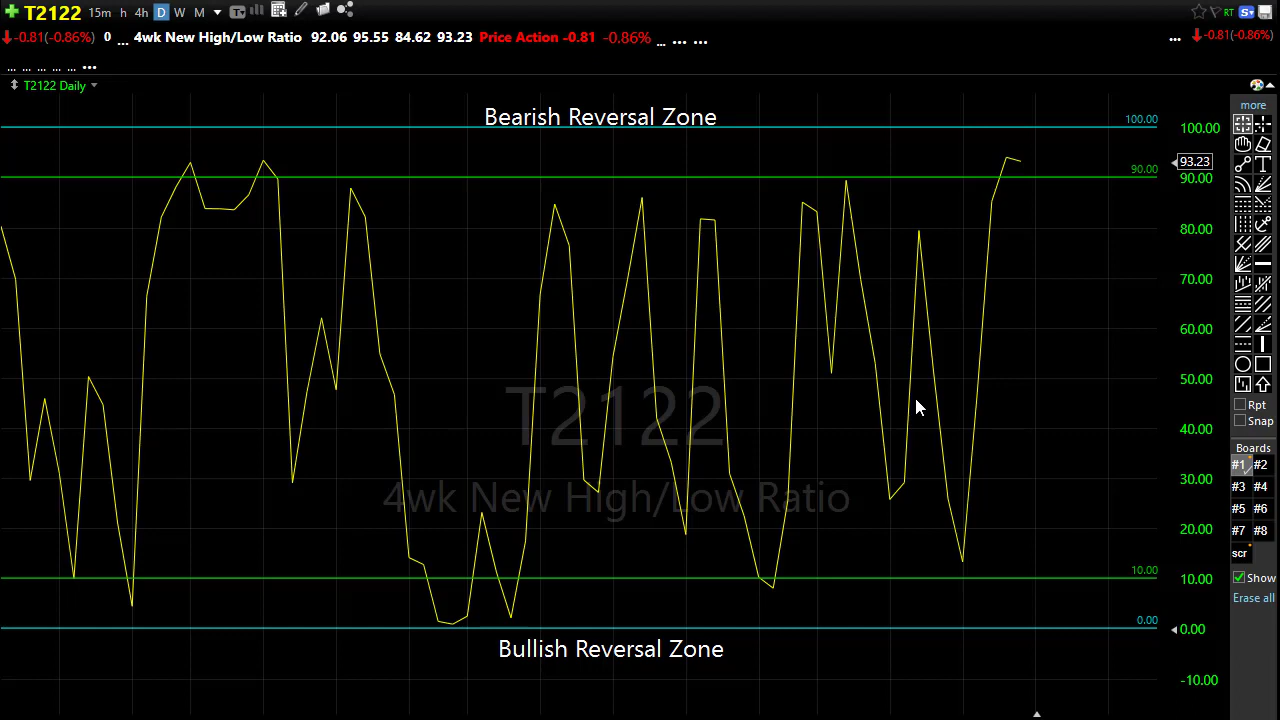 T2122 15m h 4h D W M T RT S
-0.81(-0.86%) 0 ... 4wk New High/Low Ratio 92.06 95.55 84.62 93.23 Price Action -0.81 -0.86% ... ... ... ... -0.81(-0.86%)
... ... ... ... ... ...
T2122 Daily
more
Bearish Reversal Zone
100.00 100.00
93.23
90.00 90.00
80.00
70.00
60.00
50.00
T2122
Rpt
Snap
40.00
Boards
#1 #2
30.00
4wk New High/Low Ratio
#3 #4
#5 #6
20.00
#7 #8
scr
10.00 10.00
Show
Erase all
0.00 0.00
Bullish Reversal Zone
-10.00